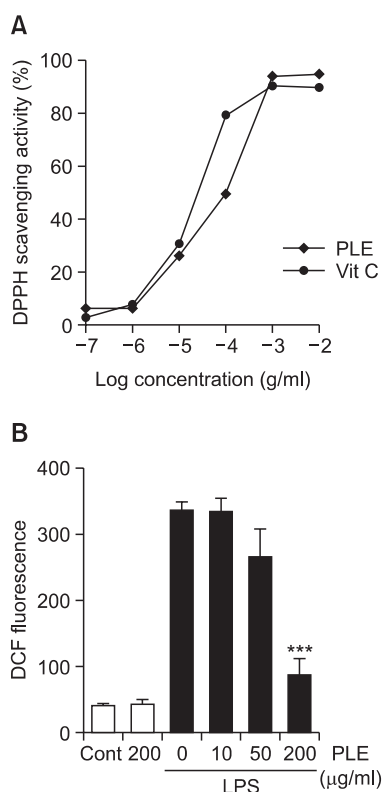 A
DPPH scavenging activity (%)
100
80
60
40
20
0
−7 −6 −5 −4 −3 −2
Log concentration (g/ml)
PLE
Vit C
B
DCF fluorescence
400
300
200
100
0
***
Cont 200 0 10 50 200 PLE
(μg/ml)
LPS